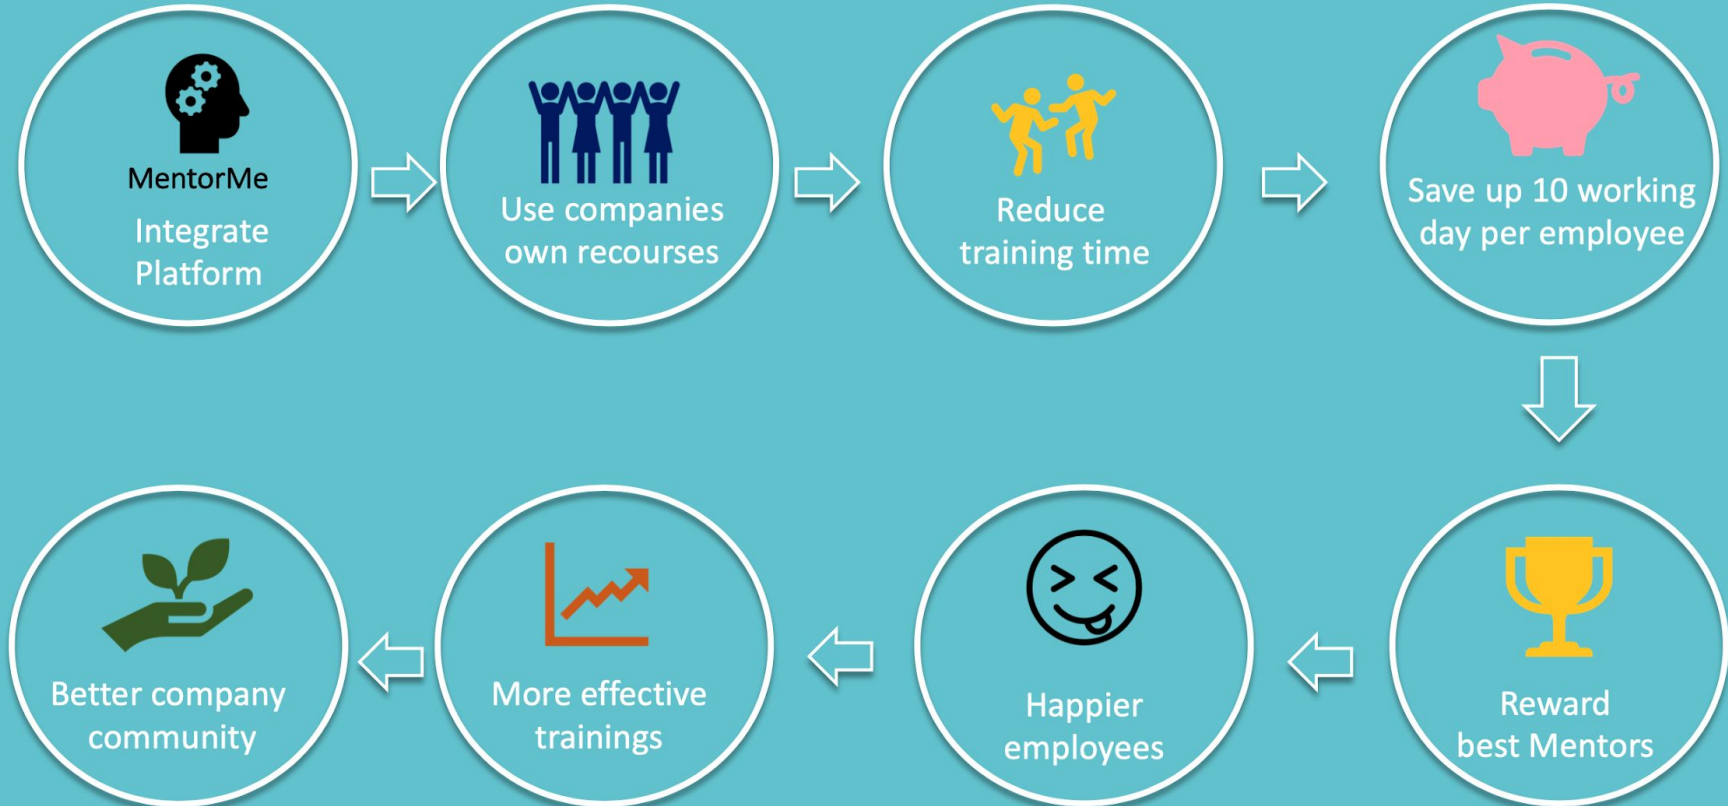 MentorMe
Integrate
Platform
Use companies
own recourses
Reduce
training time
Save up 10 working
day per employee
Reward
best Mentors
Happier
employees
More effective
trainings
Better company
community